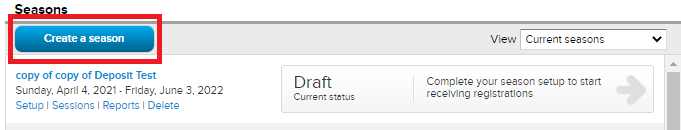 Seasons
Create a season
View Current seasons
copy of copy of Deposit Test
Sunday, April 4, 2021 - Friday, June 3, 2022
Setup | Sessions | Reports | Delete
Draft
Current status
Complete your season setup to start
receiving registrations